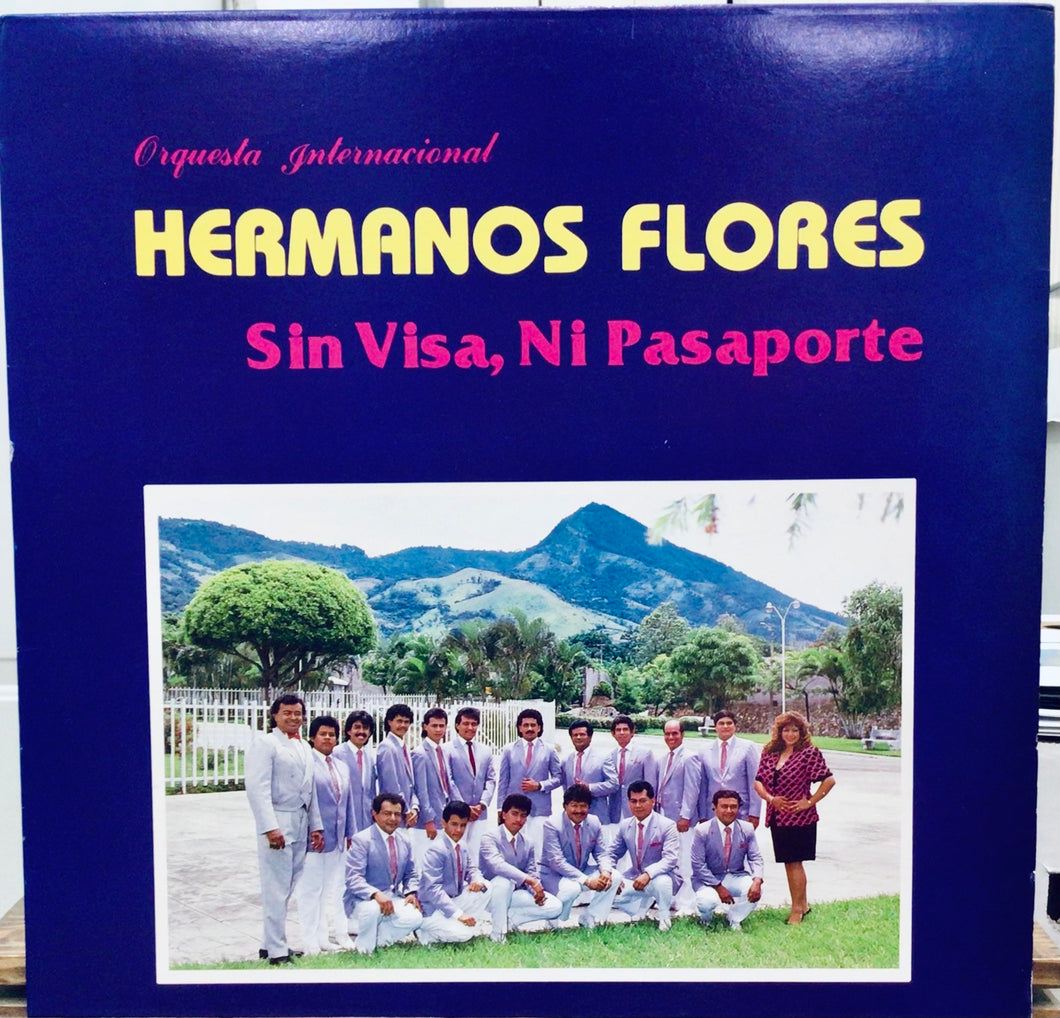 Orquesta Internacional
HERMANOS FLORES
Sin Visa, Ni Pasaporte